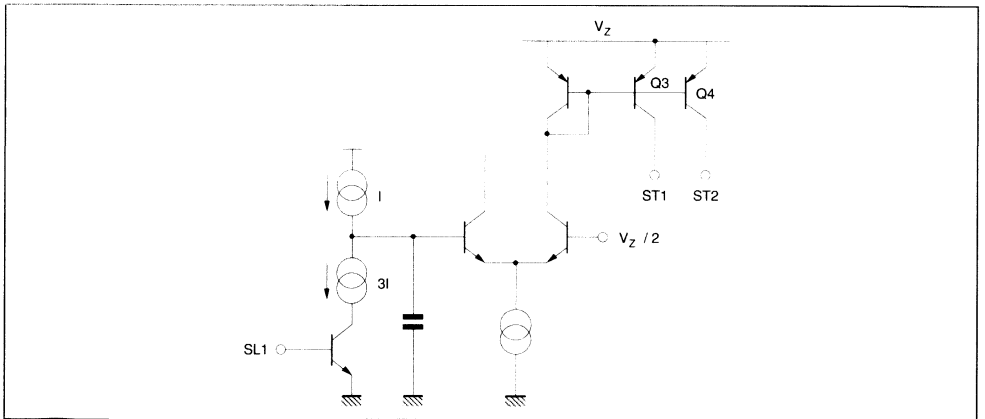 V_Z
Q3
Q4
I
ST1
ST2
V_Z / 2
3I
SL1